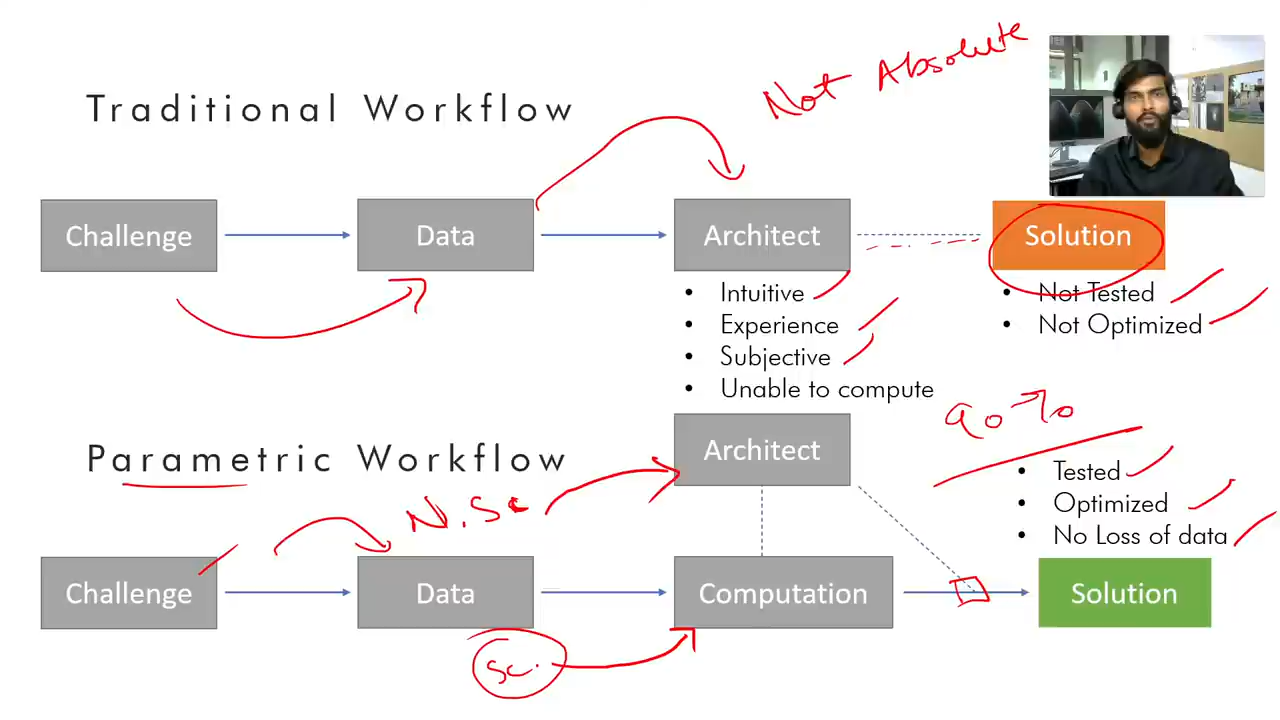 Not Absolute
Traditional Workflow
Challenge
Data
Architect
Solution
• Intuitive
• Experience
• Subjective
• Unable to compute
• Not Tested
• Not Optimized
90%
Parametric Workflow
N.Sc
Architect
• Tested
• Optimized
• No Loss of data
Challenge
Data
Computation
Solution
Sc.